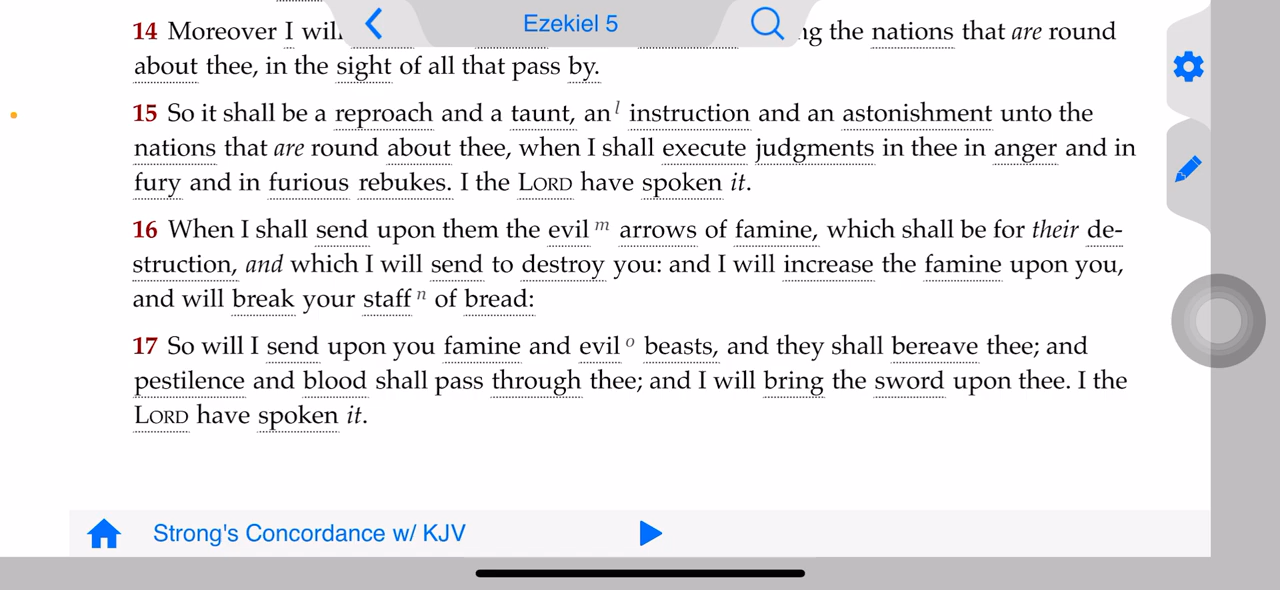 Ezekiel 5
14 Moreover I will ng the nations that are round
about thee, in the sight of all that pass by.
15 So it shall be a reproach and a taunt, an l instruction and an astonishment unto the
nations that are round about thee, when I shall execute judgments in thee in anger and in
fury and in furious rebukes. I the LORD have spoken it.
16 When I shall send upon them the evil m arrows of famine, which shall be for their de-
struction, and which I will send to destroy you: and I will increase the famine upon you,
and will break your staff n of bread:
17 So will I send upon you famine and evil o beasts, and they shall bereave thee; and
pestilence and blood shall pass through thee; and I will bring the sword upon thee. I the
LORD have spoken it.
Strong's Concordance w/ KJV